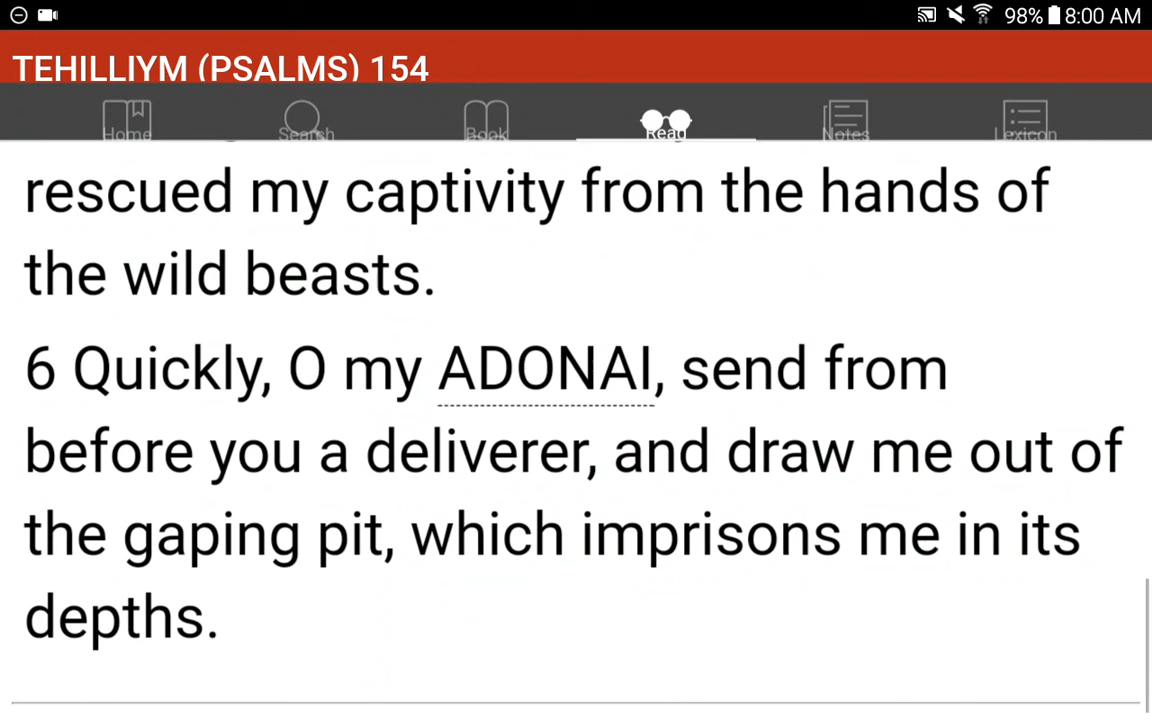 98% 8:00 AM
TEHILLIYM (PSALMS) 154
Home Search Book Read Notes Lexicon
rescued my captivity from the hands of
the wild beasts.
6 Quickly, O my ADONAI, send from
before you a deliverer, and draw me out of
the gaping pit, which imprisons me in its
depths.